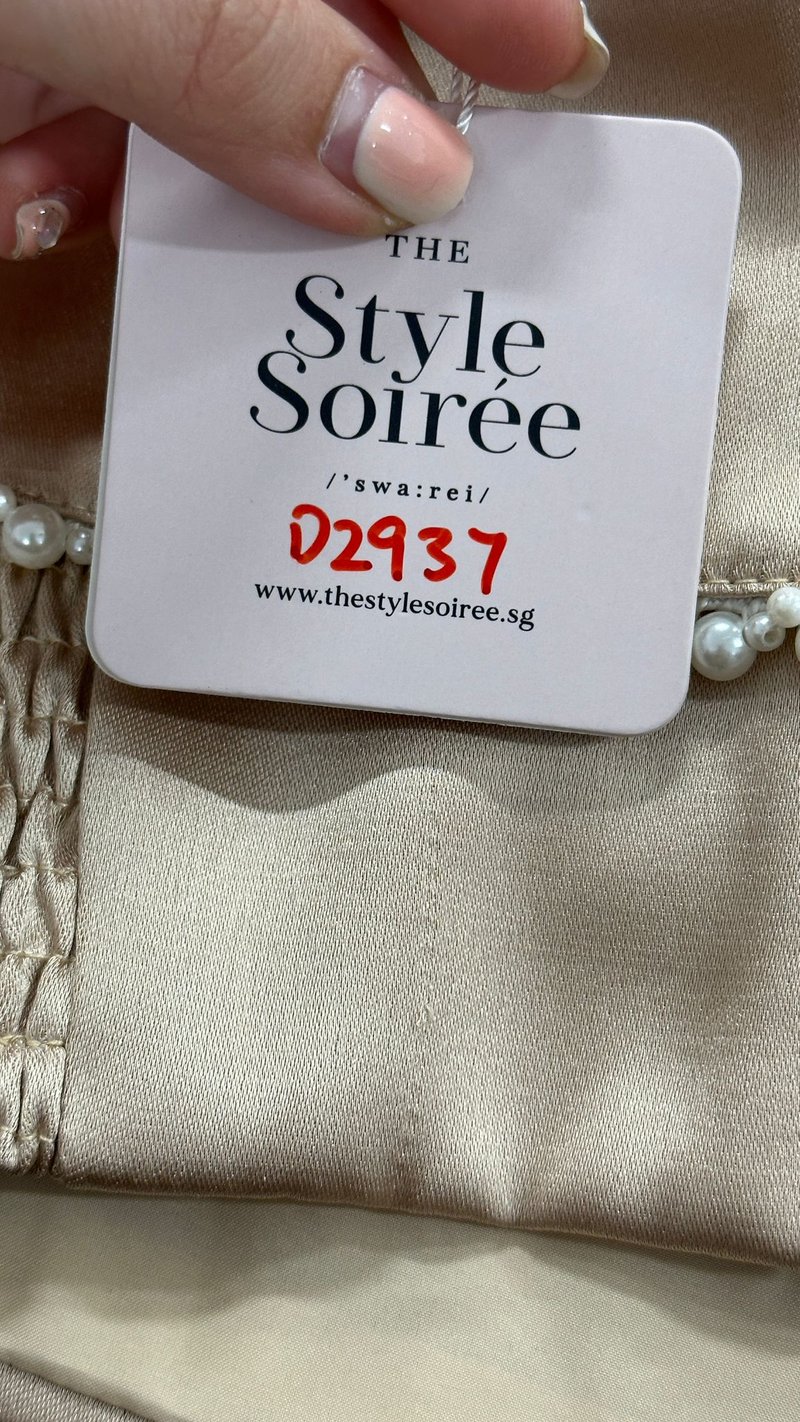 THE
Style
Soirée
/'swa:rei/
D2937
www.thestylesoiree.sg